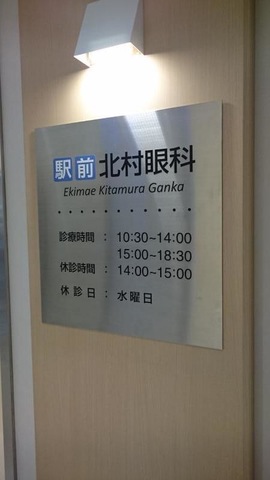 駅前北村眼科
Ekimae Kitamura Ganka
診療時間 : 10:30~14:00
15:00~18:30
休診時間 : 14:00~15:00
休診日 : 水曜日